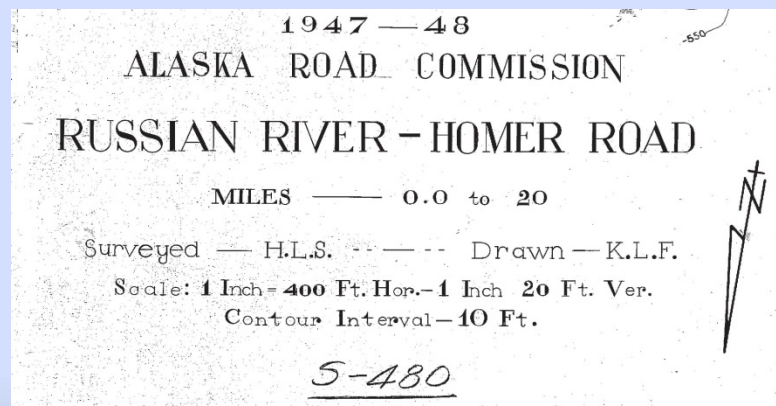 1947 — 48
-550-
ALASKA ROAD COMMISSION
RUSSIAN RIVER – HOMER ROAD
MILES —— 0.0 to 20
N
Surveyed — H.L.S. -- — -- Drawn — K.L.F.
Scale: 1 Inch = 400 Ft. Hor.–1 Inch 20 Ft. Ver.
Contour Interval – 10 Ft.
S-480